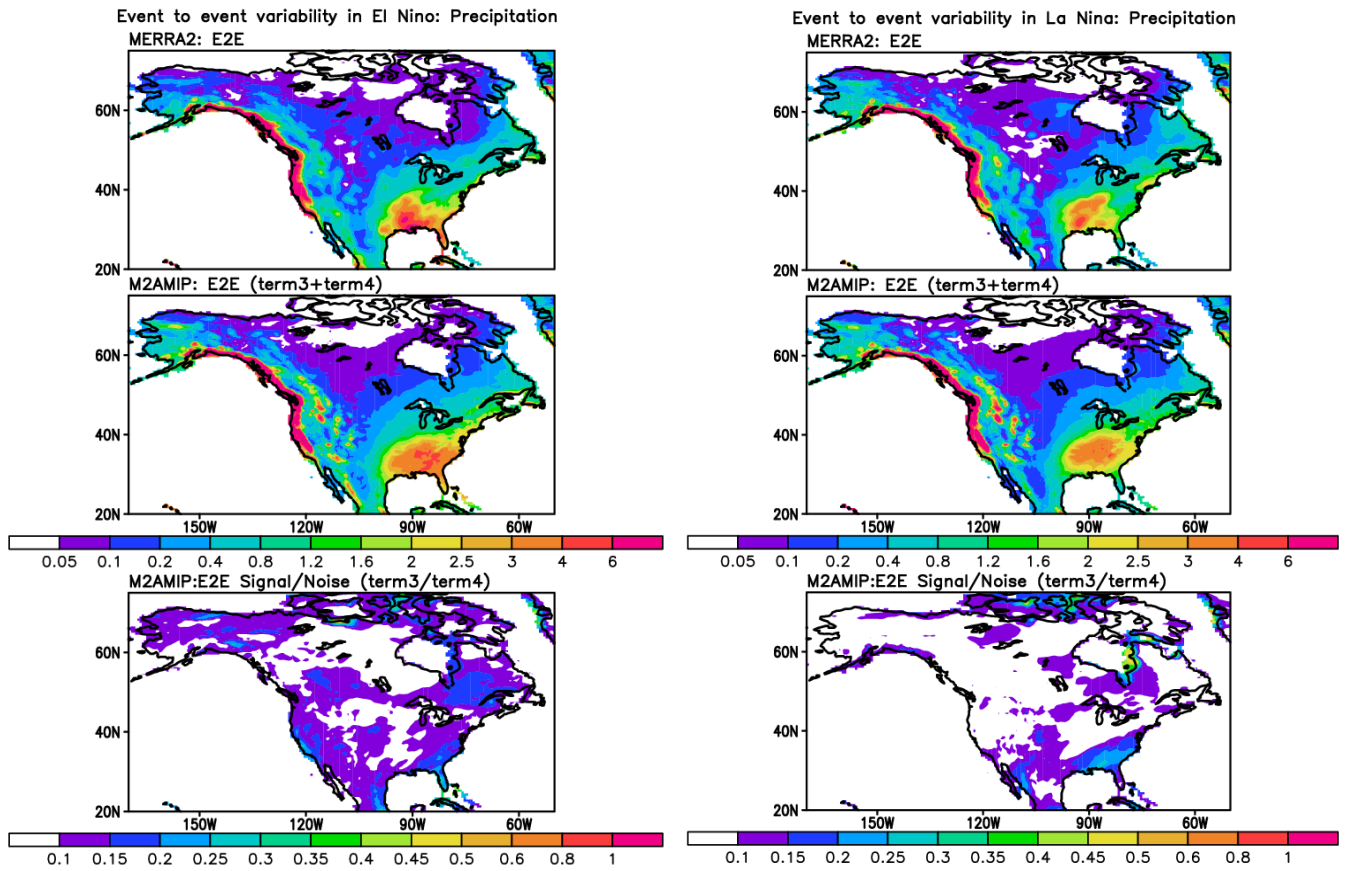 Event to event variability in El Nino: Precipitation
MERRA2: E2E
60N
40N
20N
M2AMIP: E2E (term3+term4)
60N
40N
20N
150W 120W 90W 60W
0.05 0.1 0.2 0.4 0.8 1.2 1.6 2 2.5 3 4 6
M2AMIP:E2E Signal/Noise (term3/term4)
60N
40N
20N
150W 120W 90W 60W
0.1 0.15 0.2 0.25 0.3 0.35 0.4 0.45 0.5 0.6 0.8 1
Event to event variability in La Nina: Precipitation
MERRA2: E2E
60N
40N
20N
M2AMIP: E2E (term3+term4)
60N
40N
20N
150W 120W 90W 60W
0.05 0.1 0.2 0.4 0.8 1.2 1.6 2 2.5 3 4 6
M2AMIP:E2E Signal/Noise (term3/term4)
60N
40N
20N
150W 120W 90W 60W
0.1 0.15 0.2 0.25 0.3 0.35 0.4 0.45 0.5 0.6 0.8 1